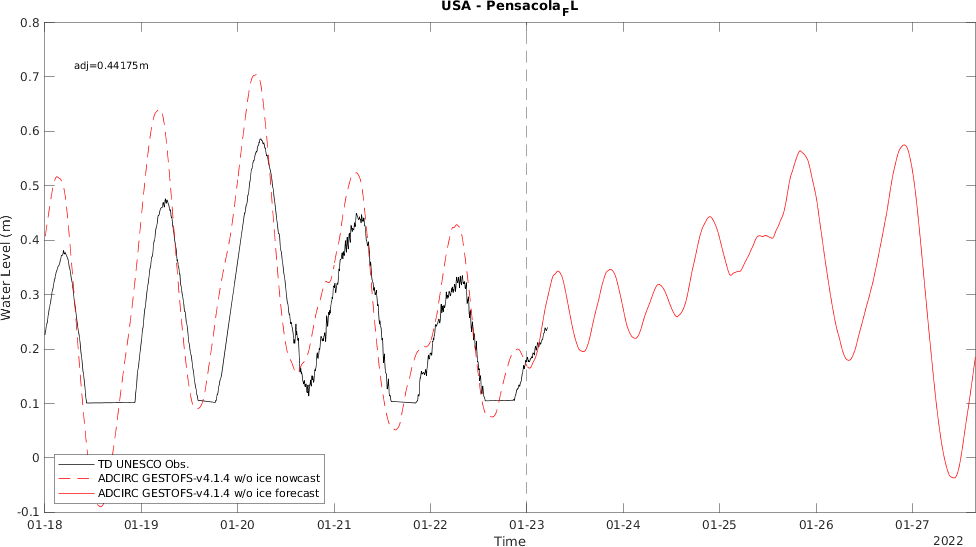 USA - Pensacola_FL
0.8
adj=0.44175m
0.7
0.6
0.5
0.4
0.3
0.2
0.1
0
-0.1
Water Level (m)
TD UNESCO Obs.
ADCIRC GESTOFS-v4.1.4 w/o ice nowcast
ADCIRC GESTOFS-v4.1.4 w/o ice forecast
01-18 01-19 01-20 01-21 01-22 01-23 01-24 01-25 01-26 01-27
Time
2022